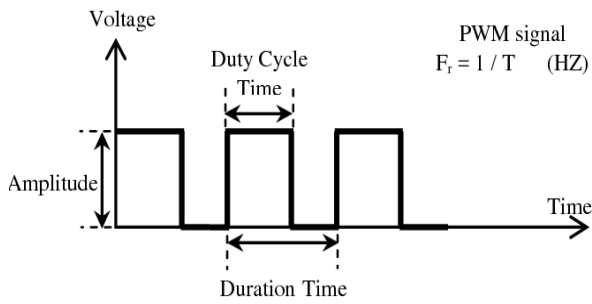 Voltage
PWM signal
Fr = 1 / T (HZ)
Duty Cycle
Time
Amplitude
Time
Duration Time